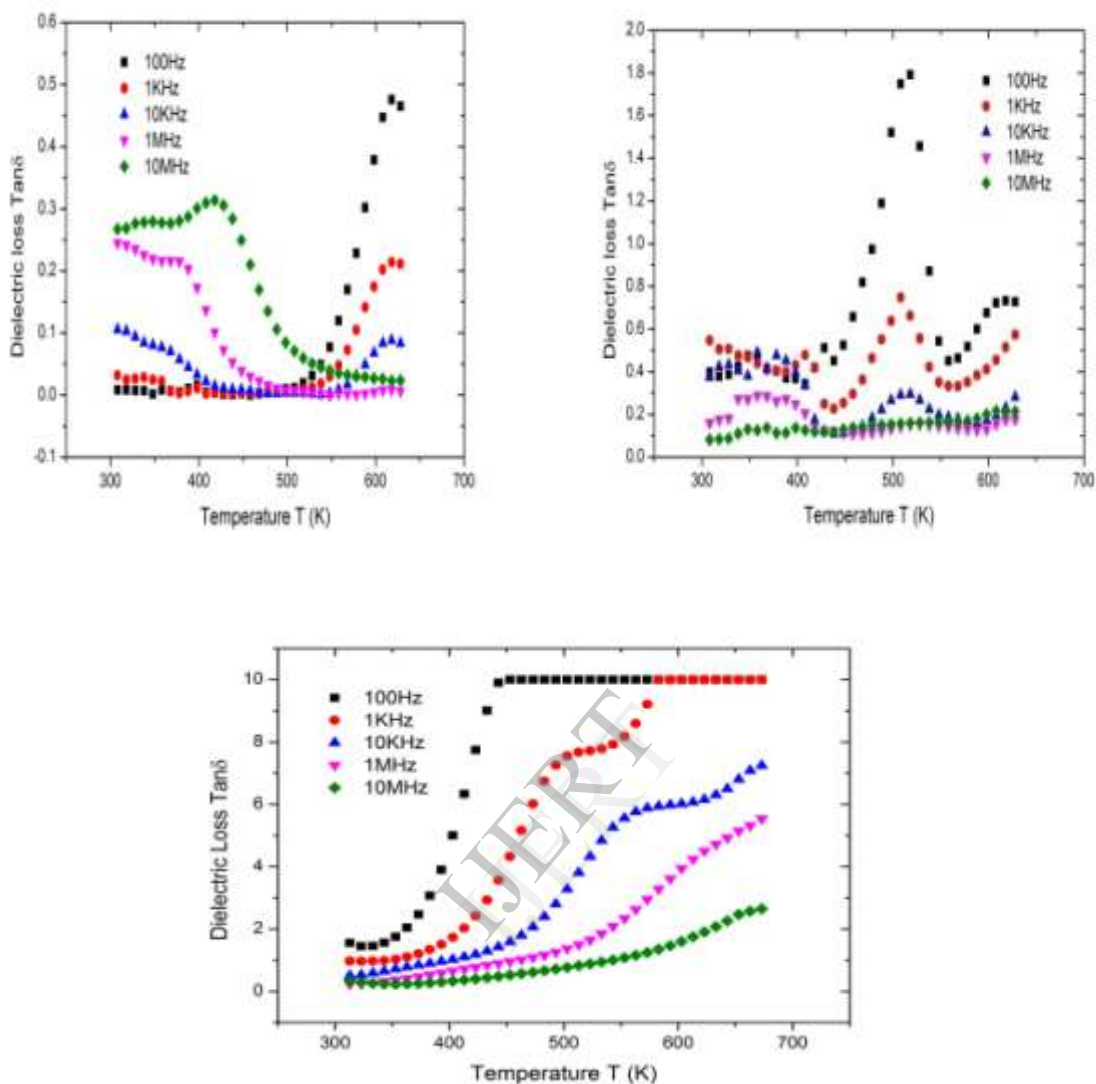 0.6
0.5
0.4
0.3
0.2
0.1
0.0
-0.1
300 400 500 600 700
Dielectric loss Tanδ
Temperature T (K)
100Hz
1KHz
10KHz
1MHz
10MHz
2.0
1.8
1.6
1.4
1.2
1.0
0.8
0.6
0.4
0.2
0.0
300 400 500 600 700
Dielectric loss Tanδ
Temperature T (K)
100Hz
1KHz
10KHz
1MHz
10MHz
10
8
6
4
2
0
300 400 500 600 700
Dielectric Loss Tanδ
Temperature T (K)
100Hz
1KHz
10KHz
1MHz
10MHz
IJERT